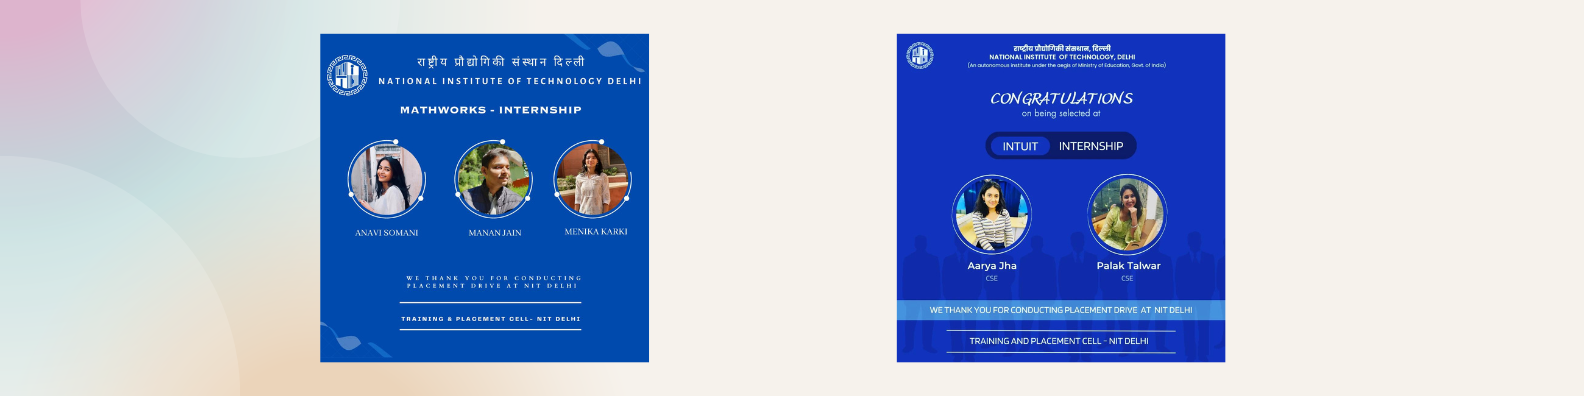 राष्ट्रीय प्रौद्योगिकी संस्थान दिल्ली
NATIONAL INSTITUTE OF TECHNOLOGY DELHI
MATHWORKS - INTERNSHIP
ANAVI SOMANI
MANAN JAIN
MENIKA KARKI
WE THANK YOU FOR CONDUCTING
PLACEMENT DRIVE AT NIT DELHI
TRAINING & PLACEMENT CELL- NIT DELHI
राष्ट्रीय प्रौद्योगिकी संस्थान, दिल्ली
NATIONAL INSTITUTE OF TECHNOLOGY, DELHI
(An autonomous institute under the aegis of Ministry of Education, Govt. of India)
CONGRATULATIONS
on being selected at
INTUIT INTERNSHIP
Aarya Jha
CSE
Palak Talwar
CSE
WE THANK YOU FOR CONDUCTING PLACEMENT DRIVE AT NIT DELHI
TRAINING AND PLACEMENT CELL - NIT DELHI